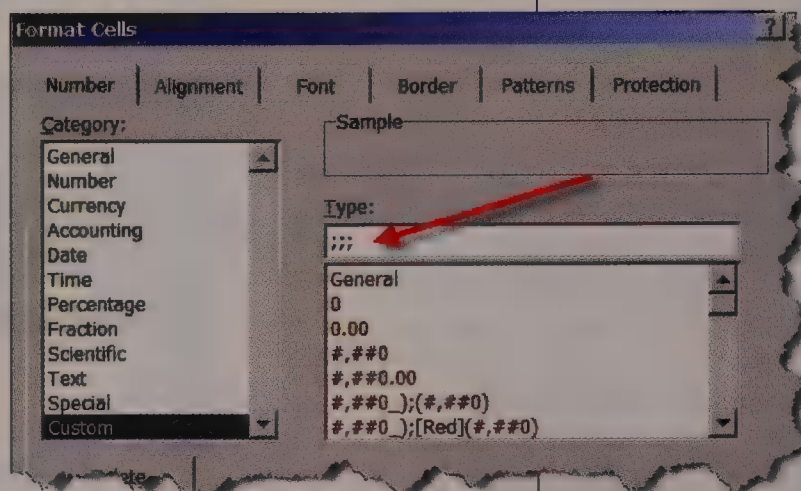 Format Cells ?
Number Alignment Font Border Patterns Protection
Category:
General
Number
Currency
Accounting
Date
Time
Percentage
Fraction
Scientific
Text
Special
Custom
Sample
Type:
;;;
General
0
0.00
#,##0
#,##0.00
#,##0_);(#,##0)
#,##0_);[Red](#,##0)